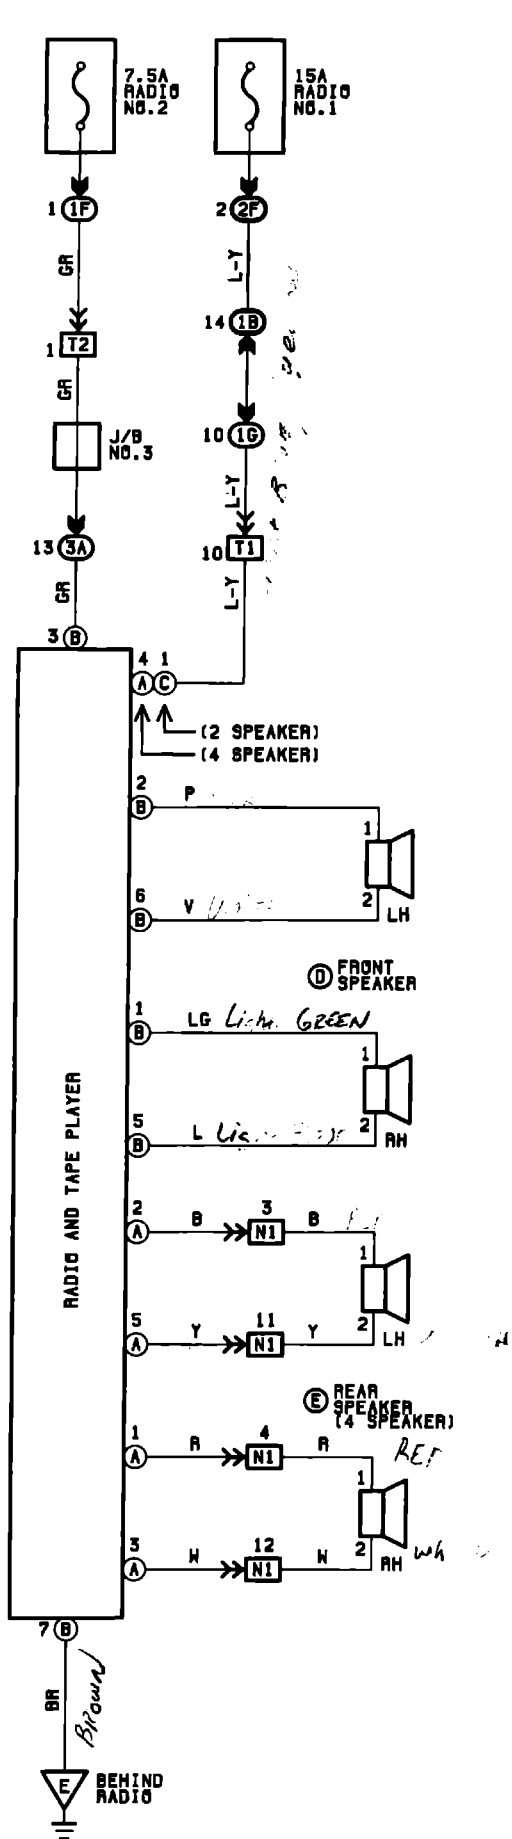 7.5A
RADIO
NO.2
15A
RADIO
NO.1
1 1F
2 2F
GR
L-Y
14 1B
1 T2
GR
J/B
NO.3
10 1G
L-Y
13 3A
10 T1
GR
L-Y
3 B
4 1
A C
(2 SPEAKER)
(4 SPEAKER)
2
B
P
1
2
LH
6
B
V
D FRONT
SPEAKER
1
B
LG Light GREEN
1
2
RH
5
B
L
RADIO AND TAPE PLAYER
2
A
B
3
N1
B
1
2
LH
5
A
Y
11
N1
Y
E REAR
SPEAKER
(4 SPEAKER)
1
A
R
4
N1
R
1
2
RH
3
A
W
12
N1
W
7 B
BR
BROWN
E
BEHIND
RADIO